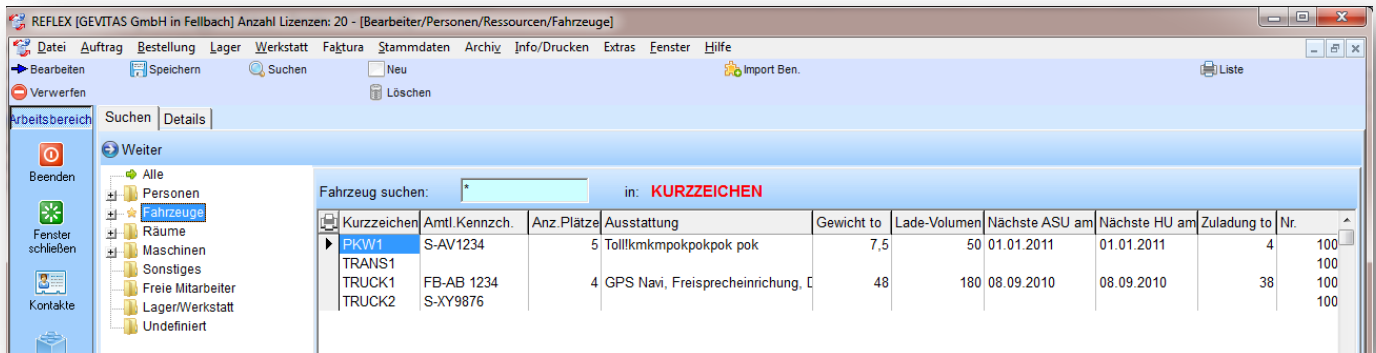 REFLEX [GEVITAS GmbH in Fellbach] Anzahl Lizenzen: 20 - [Bearbeiter/Personen/Ressourcen/Fahrzeuge]
Datei Auftrag Bestellung Lager Werkstatt Faktura Stammdaten Archiv Info/Drucken Extras Fenster Hilfe
Bearbeiten Speichern Suchen Neu Import Ben. Liste
Verwerfen Löschen
Arbeitsbereich Suchen Details
Weiter
Beenden
Fenster schließen
Kontakte
Alle
Personen
Fahrzeuge
Räume
Maschinen
Sonstiges
Freie Mitarbeiter
Lager/Werkstatt
Undefiniert
Fahrzeug suchen: * in: KURZZEICHEN
Kurzzeichen Amtl.Kennzch. Anz.Plätze Ausstattung Gewicht to Lade-Volumen Nächste ASU am Nächste HU am Zuladung to Nr.
PKW1 S-AV1234 5 Toll!kmkmpokpokpok pok 7,5 50 01.01.2011 01.01.2011 4 100
TRANS1 100
TRUCK1 FB-AB 1234 4 GPS Navi, Freisprecheinrichung, D 48 180 08.09.2010 08.09.2010 38 100
TRUCK2 S-XY9876 100